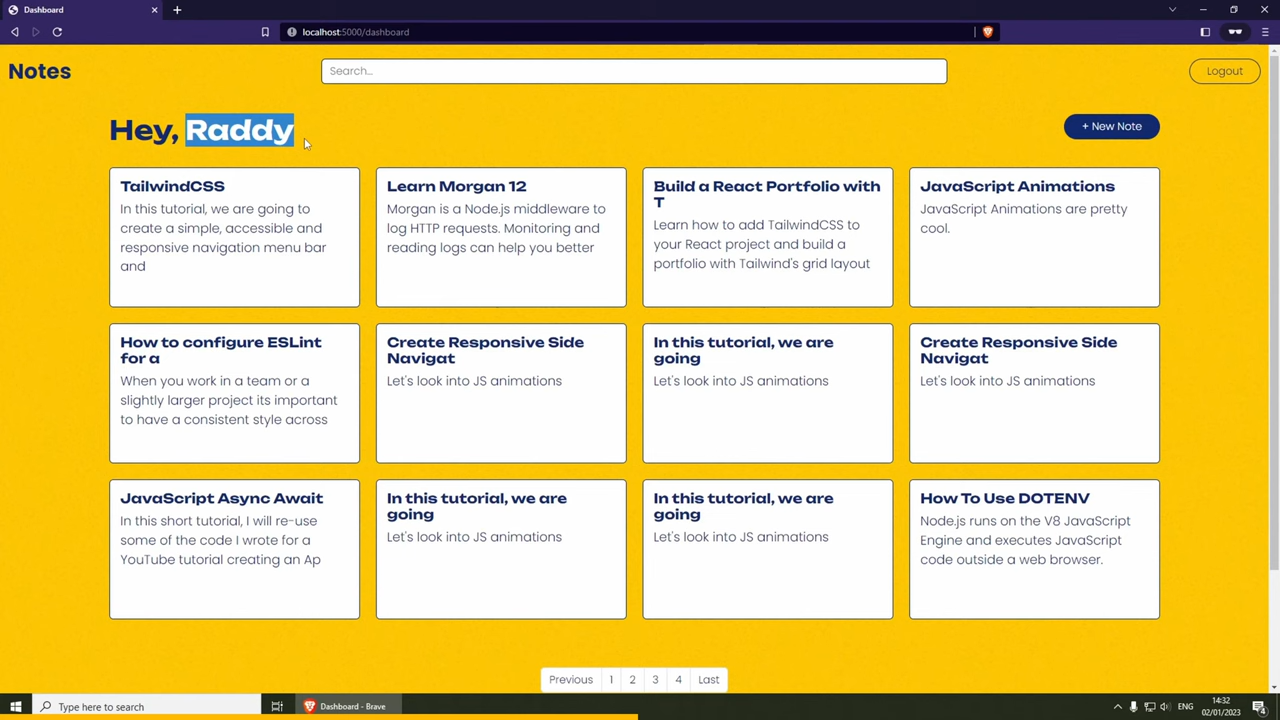 Dashboard
localhost:5000/dashboard
Notes
Search...
Logout
Hey, Raddy
+ New Note
TailwindCSS
In this tutorial, we are going to
create a simple, accessible and
responsive navigation menu bar
and
Learn Morgan 12
Morgan is a Node.js middleware to
log HTTP requests. Monitoring and
reading logs can help you better
Build a React Portfolio with
T
Learn how to add TailwindCSS to
your React project and build a
portfolio with Tailwind's grid layout
JavaScript Animations
JavaScript Animations are pretty
cool.
How to configure ESLint
for a
When you work in a team or a
slightly larger project its important
to have a consistent style across
Create Responsive Side
Navigat
Let's look into JS animations
In this tutorial, we are
going
Let's look into JS animations
Create Responsive Side
Navigat
Let's look into JS animations
JavaScript Async Await
In this short tutorial, I will re-use
some of the code I wrote for a
YouTube tutorial creating an Ap
In this tutorial, we are
going
Let's look into JS animations
In this tutorial, we are
going
Let's look into JS animations
How To Use DOTENV
Node.js runs on the V8 JavaScript
Engine and executes JavaScript
code outside a web browser.
Previous 1 2 3 4 Last
Type here to search
Dashboard - Brave
ENG
14:32
02/01/2023
4